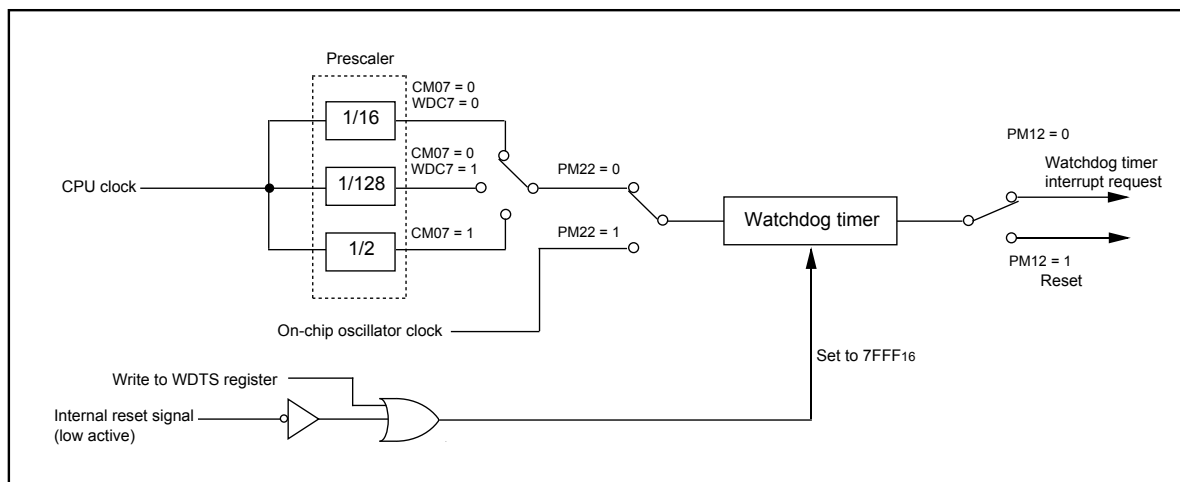 Prescaler
CM07 = 0
WDC7 = 0
1/16
PM12 = 0
CM07 = 0
WDC7 = 1
PM22 = 0
Watchdog timer
interrupt request
CPU clock
1/128
Watchdog timer
CM07 = 1
1/2
PM22 = 1
PM12 = 1
Reset
On-chip oscillator clock
Set to 7FFF16
Write to WDTS register
Internal reset signal
(low active)